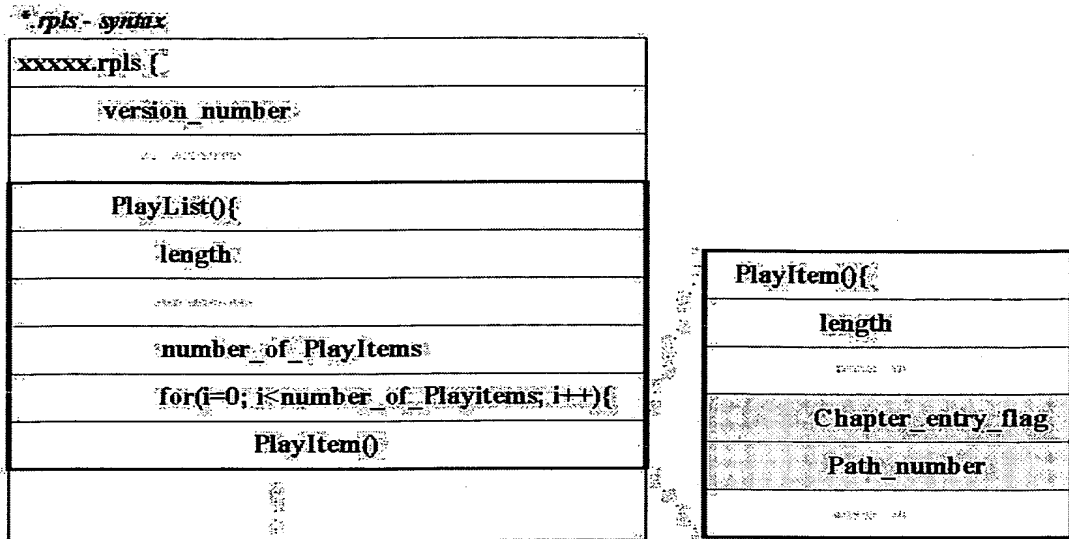 *.rpls - syntax
xxxxx.rpls {
version_number
PlayList(){
length
number_of_PlayItems
for(i=0; i<number_of_Playitems; i++){
PlayItem()
PlayItem(){
length
Chapter_entry_flag
Path_number